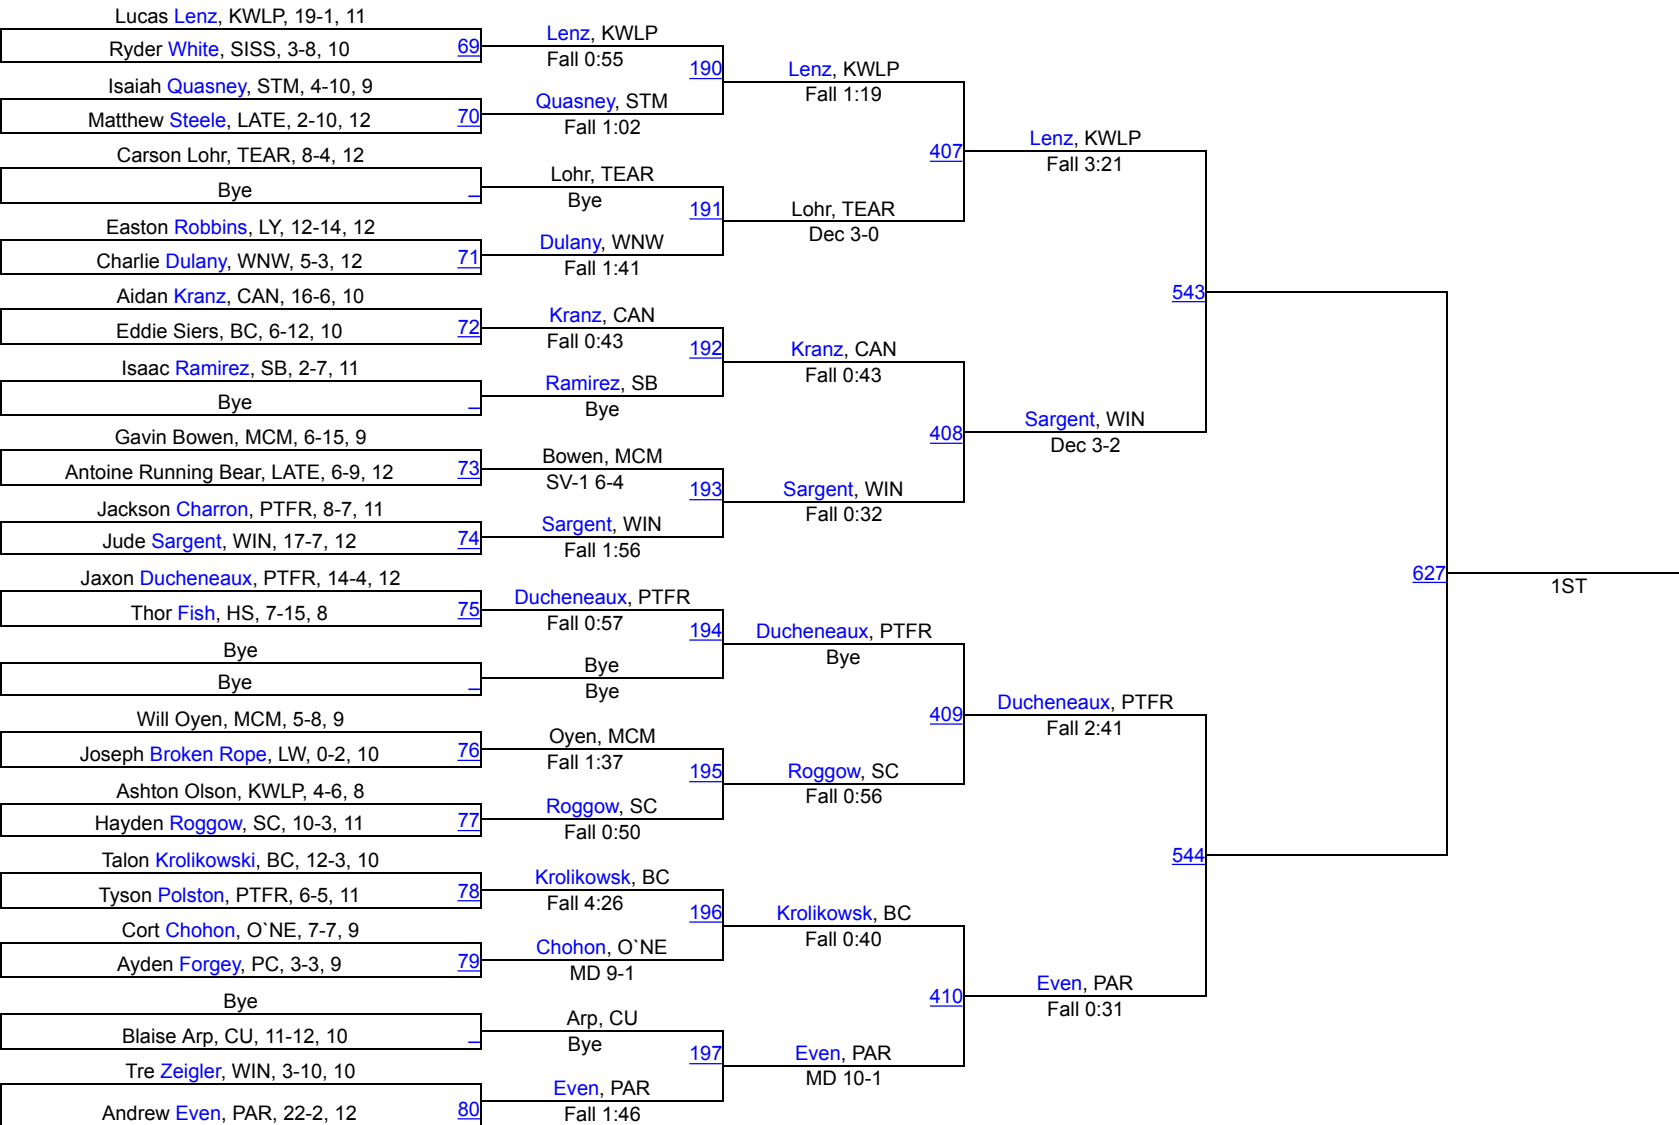 Lucas Lenz, KWLP, 19-1, 11
Ryder White, SISS, 3-8, 10
69
Isaiah Quasney, STM, 4-10, 9
Matthew Steele, LATE, 2-10, 12
70
Carson Lohr, TEAR, 8-4, 12
Bye
Easton Robbins, LY, 12-14, 12
Charlie Dulany, WNW, 5-3, 12
71
Aidan Kranz, CAN, 16-6, 10
Eddie Siers, BC, 6-12, 10
72
Isaac Ramirez, SB, 2-7, 11
Bye
Gavin Bowen, MCM, 6-15, 9
Antoine Running Bear, LATE, 6-9, 12
73
Jackson Charron, PTFR, 8-7, 11
Jude Sargent, WIN, 17-7, 12
74
Jaxon Ducheneaux, PTFR, 14-4, 12
Thor Fish, HS, 7-15, 8
75
Bye
Bye
Will Oyen, MCM, 5-8, 9
Joseph Broken Rope, LW, 0-2, 10
76
Ashton Olson, KWLP, 4-6, 8
Hayden Roggow, SC, 10-3, 11
77
Talon Krolikowski, BC, 12-3, 10
Tyson Polston, PTFR, 6-5, 11
78
Cort Chohon, O`NE, 7-7, 9
Ayden Forgey, PC, 3-3, 9
79
Bye
Blaise Arp, CU, 11-12, 10
Tre Zeigler, WIN, 3-10, 10
Andrew Even, PAR, 22-2, 12
80
Lenz, KWLP
Fall 0:55
190
Quasney, STM
Fall 1:02
Lohr, TEAR
Bye
191
Dulany, WNW
Fall 1:41
Kranz, CAN
Fall 0:43
192
Ramirez, SB
Bye
Bowen, MCM
SV-1 6-4
193
Sargent, WIN
Fall 1:56
Ducheneaux, PTFR
Fall 0:57
194
Bye
Bye
Oyen, MCM
Fall 1:37
195
Roggow, SC
Fall 0:50
Krolikowsk, BC
Fall 4:26
196
Chohon, O`NE
MD 9-1
Arp, CU
Bye
197
Even, PAR
Fall 1:46
Lenz, KWLP
Fall 1:19
407
Lohr, TEAR
Dec 3-0
Kranz, CAN
Fall 0:43
408
Sargent, WIN
Fall 0:32
Ducheneaux, PTFR
Bye
409
Roggow, SC
Fall 0:56
Krolikowsk, BC
Fall 0:40
410
Even, PAR
MD 10-1
Lenz, KWLP
Fall 3:21
543
Sargent, WIN
Dec 3-2
Ducheneaux, PTFR
Fall 2:41
544
Even, PAR
Fall 0:31
627
1ST